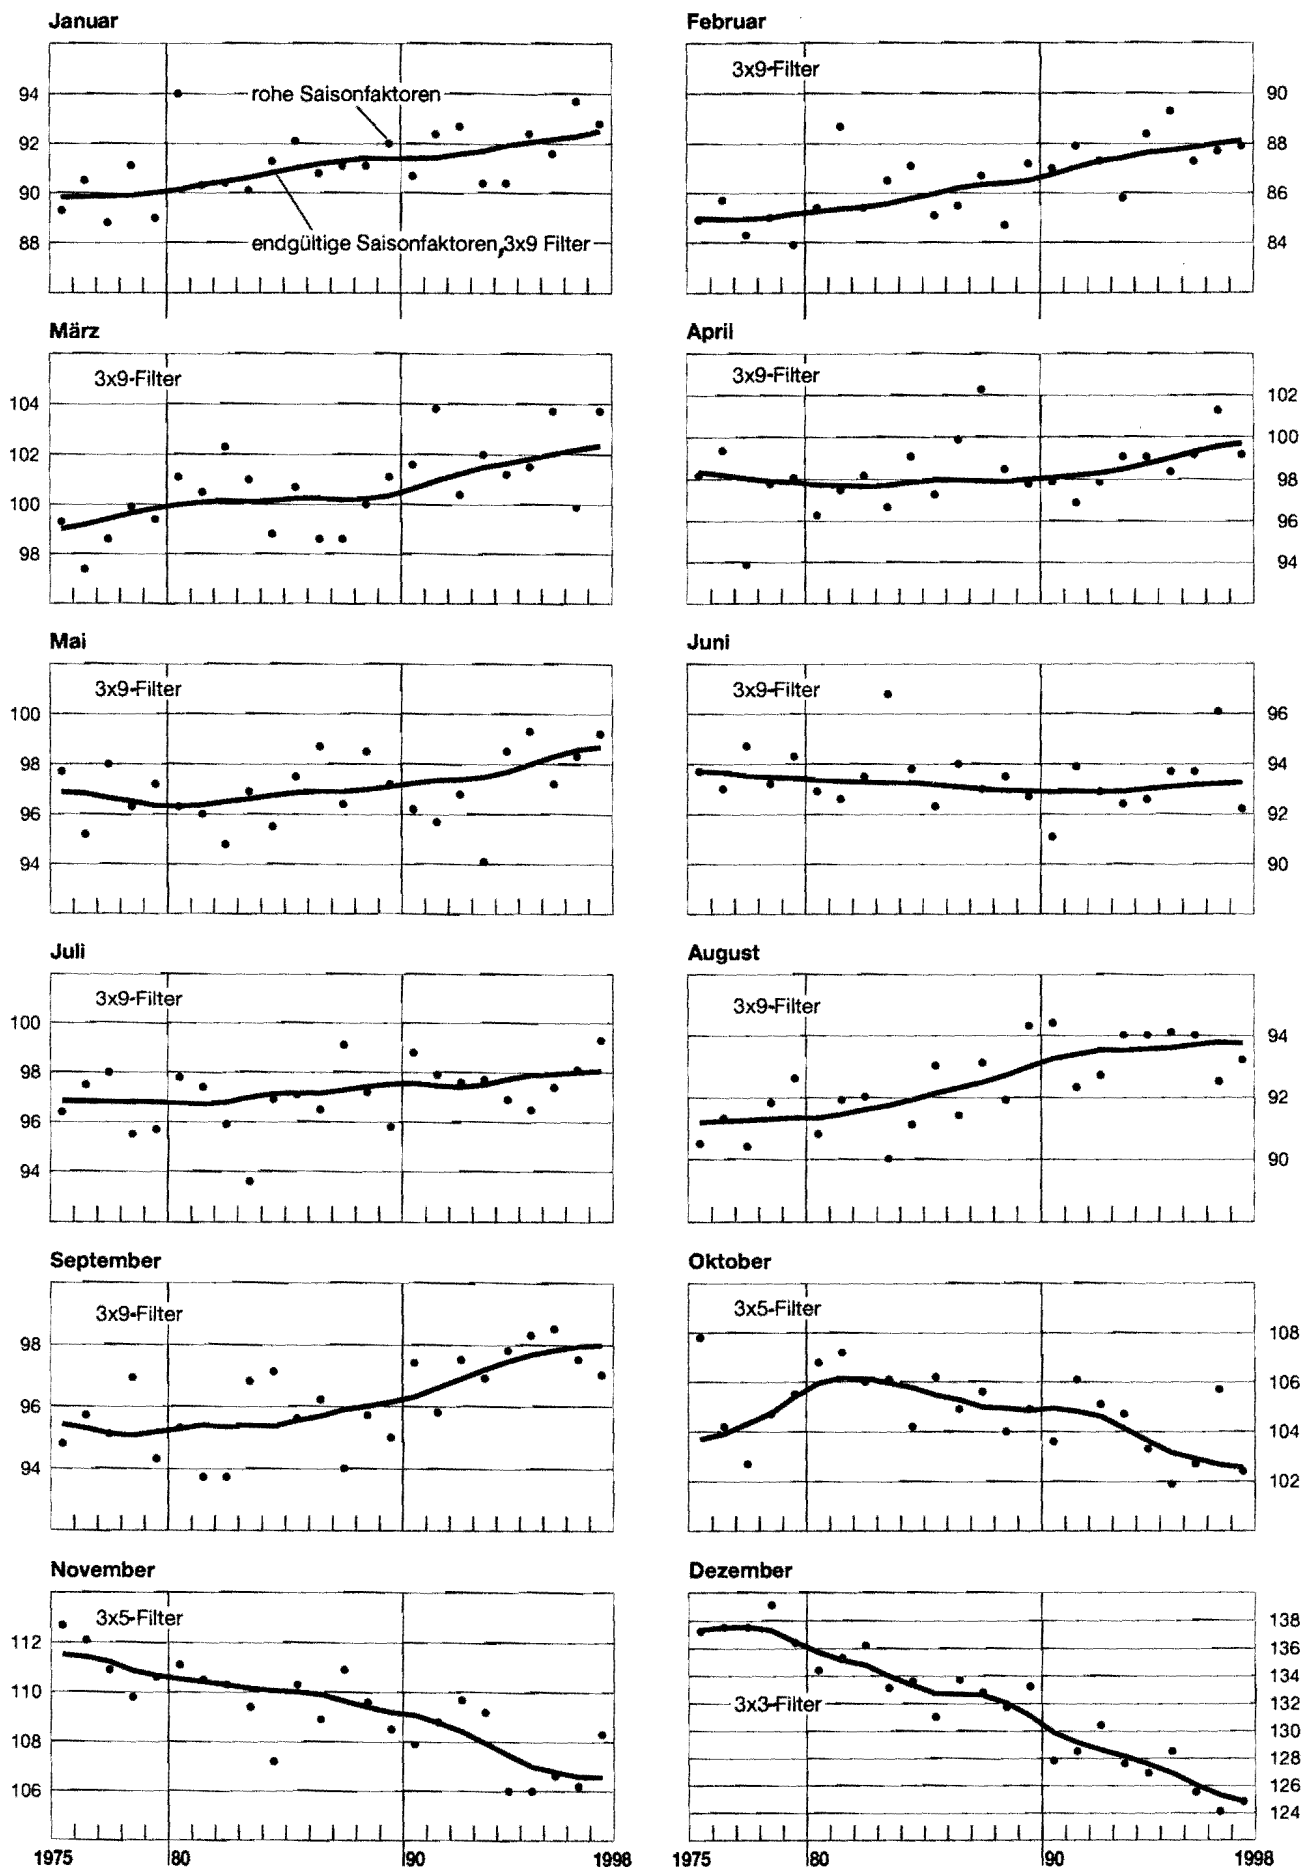 Januar
94
92
90
88
rohe Saisonfaktoren
endgültige Saisonfaktoren, 3x9 Filter
Februar
3x9-Filter
90
88
86
84
März
3x9-Filter
104
102
100
98
April
3x9-Filter
102
100
98
96
94
Mai
3x9-Filter
100
98
96
94
Juni
3x9-Filter
96
94
92
90
Juli
3x9-Filter
100
98
96
94
August
3x9-Filter
94
92
90
September
3x9-Filter
98
96
94
Oktober
3x5-Filter
108
106
104
102
November
3x5-Filter
112
110
108
106
1975 80 90 1998
Dezember
3x3-Filter
138
136
134
132
130
128
126
124
1975 80 90 1998